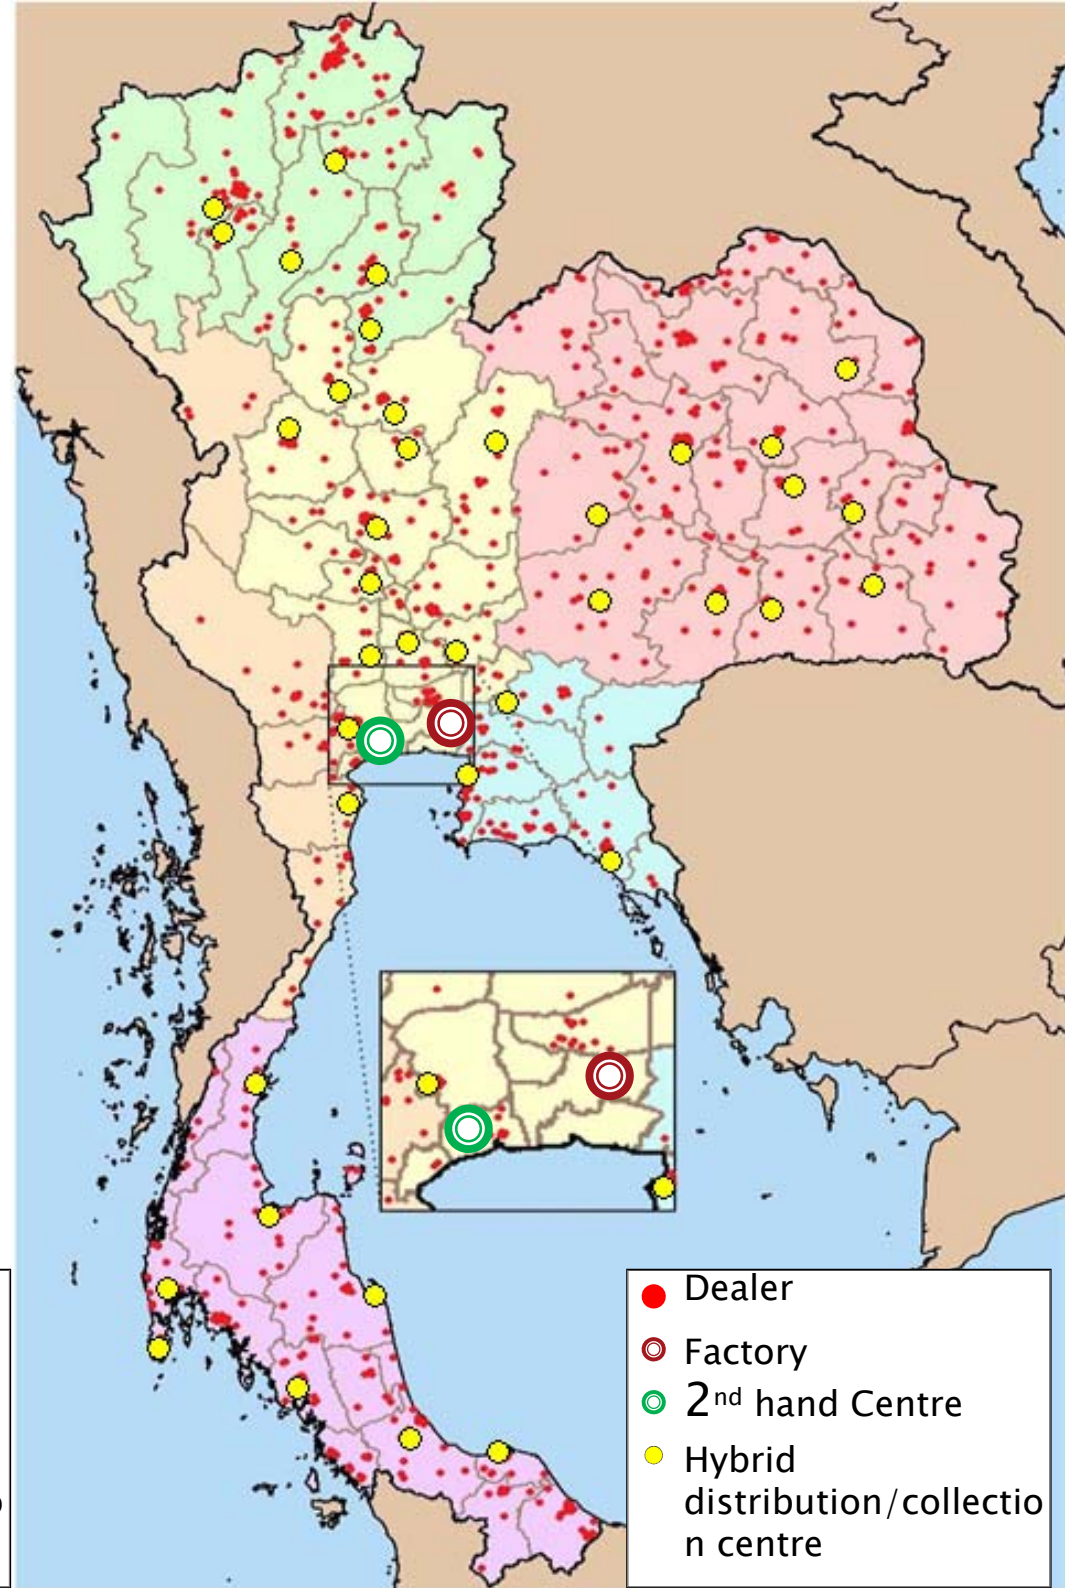 Dealer
Factory
2nd hand Centre
Hybrid
distribution/collectio
n centre